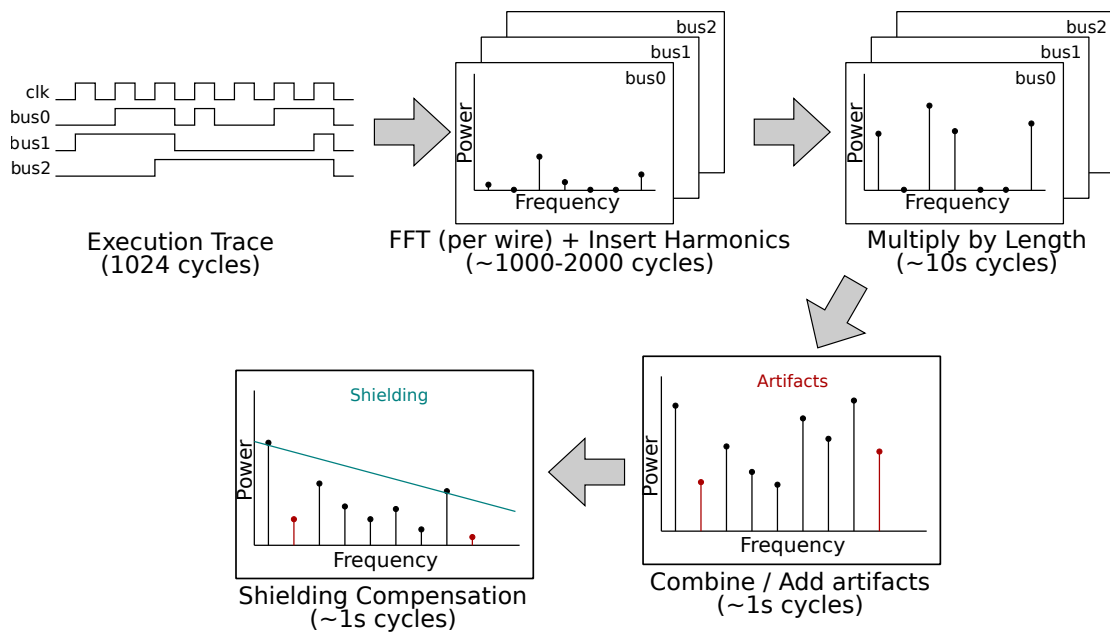 clk
bus0
bus1
bus2
Execution Trace
(1024 cycles)
bus2
bus1
bus0
Power
Frequency
FFT (per wire) + Insert Harmonics
(~1000-2000 cycles)
bus2
bus1
bus0
Power
Frequency
Multiply by Length
(~10s cycles)
Shielding
Power
Frequency
Shielding Compensation
(~1s cycles)
Artifacts
Power
Frequency
Combine / Add artifacts
(~1s cycles)